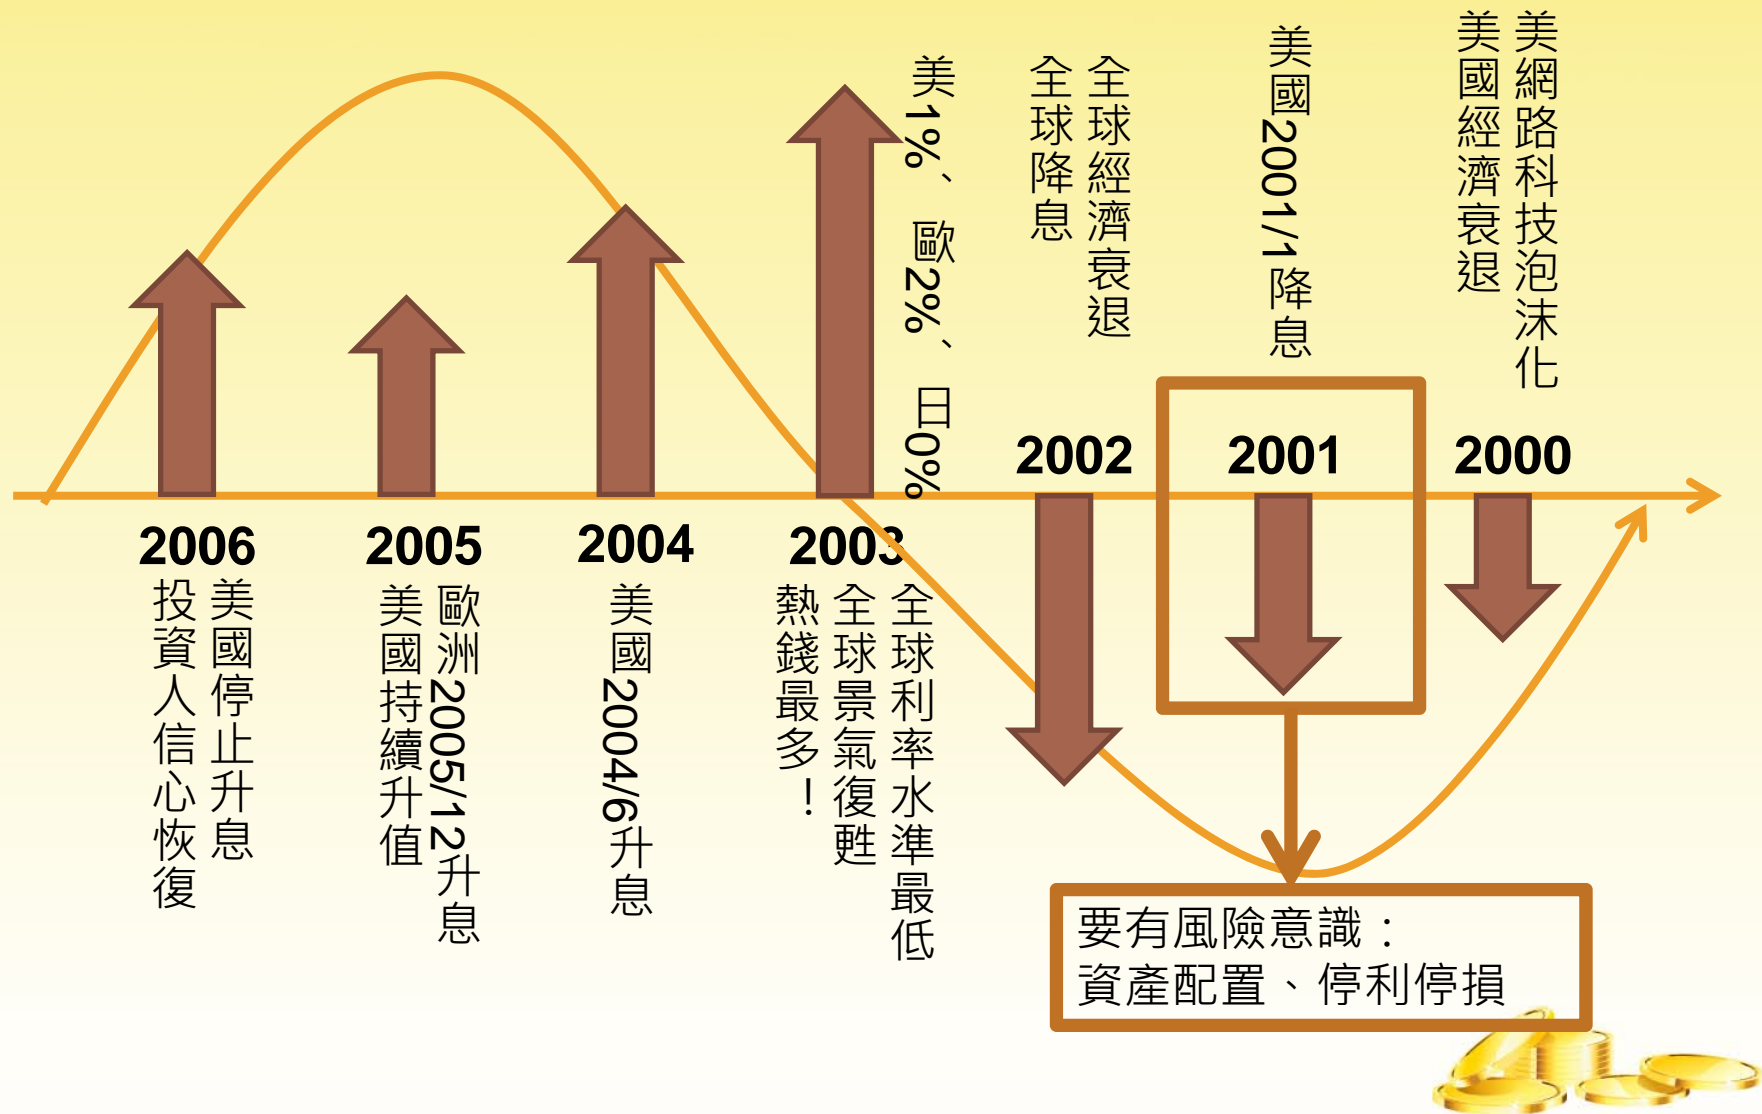 美網路科技泡沫化
美國經濟衰退
美國2001/1降息
全球經濟衰退
全球降息
美1%、歐2%、日0%
2002
2001
2000
2006
2005
2004
2003
美國停止升息
投資人信心恢復
歐洲2005/12升息
美國持續升值
美國2004/6升息
全球利率水準最低
全球景氣復甦
熱錢最多！
要有風險意識：
資產配置、停利停損